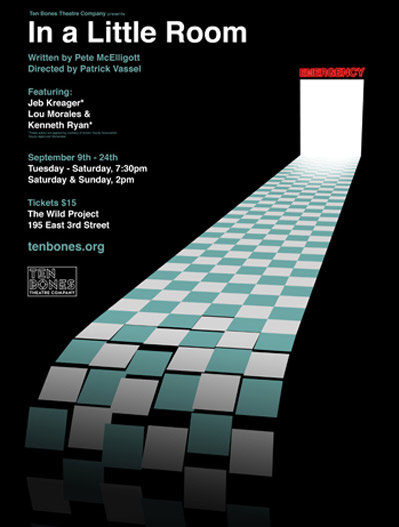 Ten Bones Theatre Company presents
In a Little Room
Written by Pete McElligott
Directed by Patrick Vassel
EMERGENCY
Featuring:
Jeb Kreager*
Lou Morales &
Kenneth Ryan*
September 9th - 24th
Tuesday - Saturday, 7:30pm
Saturday & Sunday, 2pm
Tickets $15
The Wild Project
195 East 3rd Street
tenbones.org
TEN
BONES
THEATRE COMPANY